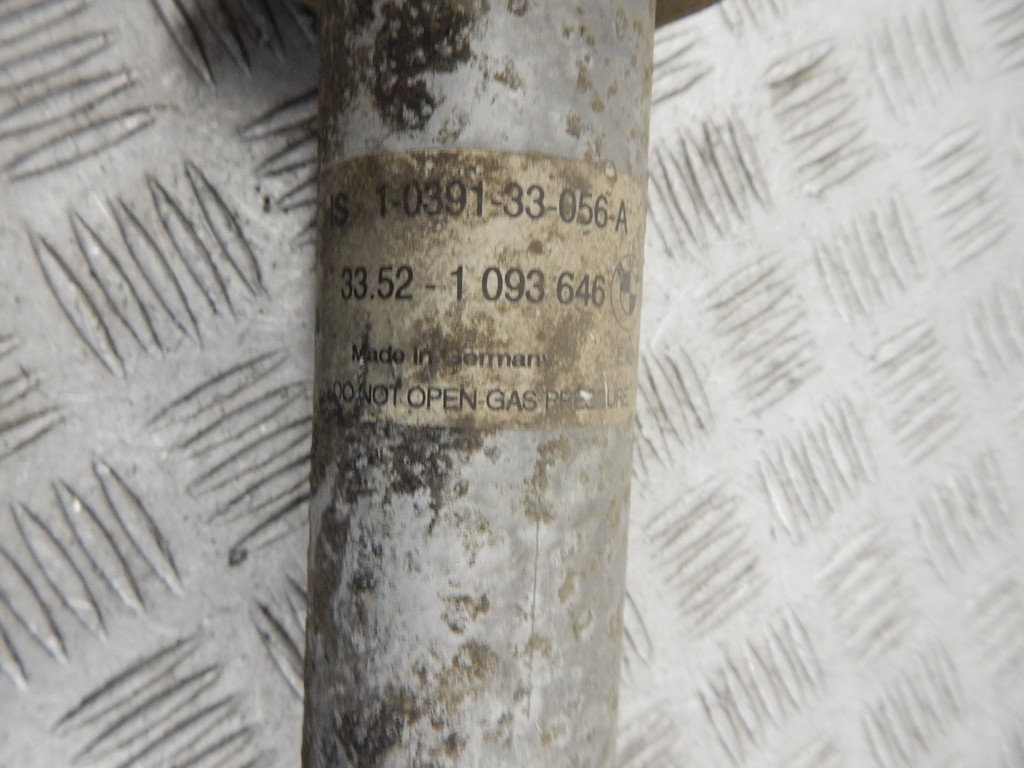 1-0391-33-056-A
33.52 - 1 093 646
Made in Germany
DO NOT OPEN-GAS PRESSURE